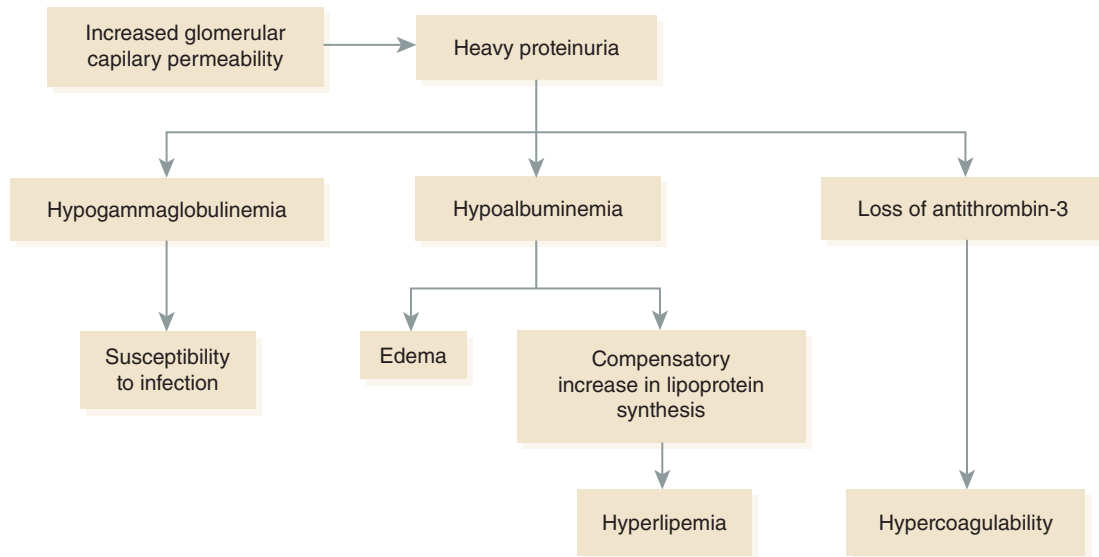 Increased glomerular
capilary permeability
Heavy proteinuria
Hypogammaglobulinemia
Hypoalbuminemia
Loss of antithrombin-3
Susceptibility
to infection
Edema
Compensatory
increase in lipoprotein
synthesis
Hyperlipemia
Hypercoagulability